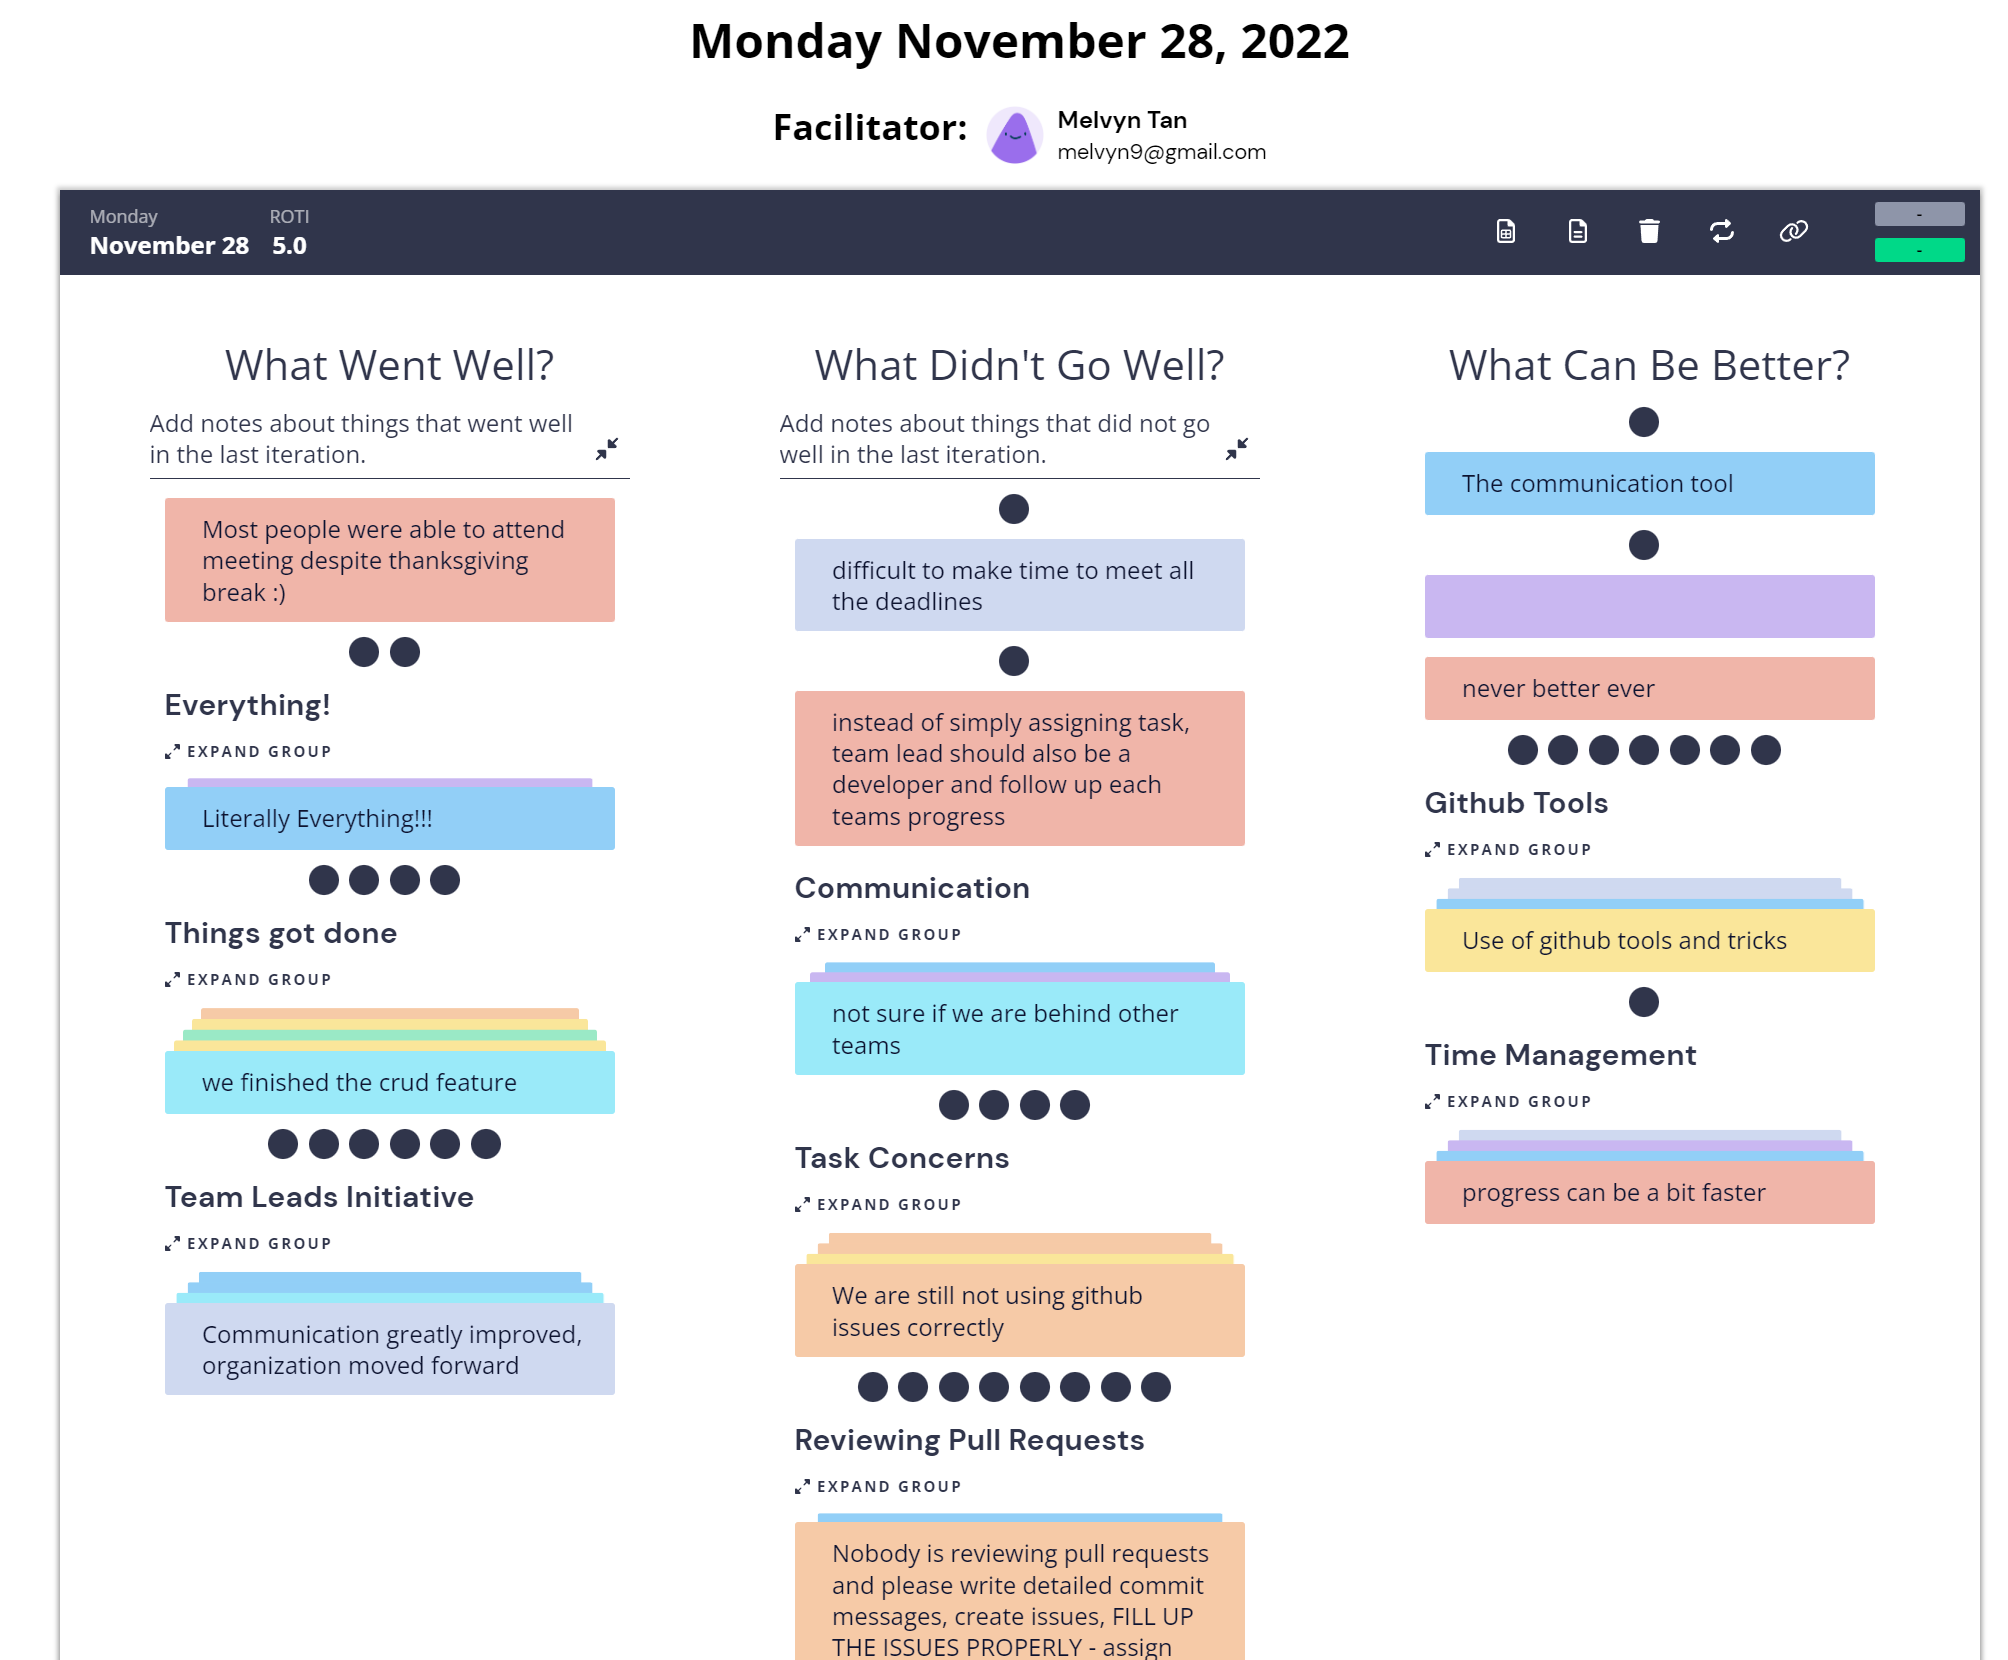 Monday November 28, 2022
Facilitator:
Melvyn Tan
melvyn9@gmail.com
Monday
November 28
ROTI
5.0
-
-
What Went Well?
Add notes about things that went well
in the last iteration.
Most people were able to attend
meeting despite thanksgiving
break :)
Everything!
EXPAND GROUP
Literally Everything!!!
Things got done
EXPAND GROUP
we finished the crud feature
Team Leads Initiative
EXPAND GROUP
Communication greatly improved,
organization moved forward
What Didn't Go Well?
Add notes about things that did not go
well in the last iteration.
difficult to make time to meet all
the deadlines
instead of simply assigning task,
team lead should also be a
developer and follow up each
teams progress
Communication
EXPAND GROUP
not sure if we are behind other
teams
Task Concerns
EXPAND GROUP
We are still not using github
issues correctly
Reviewing Pull Requests
EXPAND GROUP
Nobody is reviewing pull requests
and please write detailed commit
messages, create issues, FILL UP
THE ISSUES PROPERLY - assign
What Can Be Better?
The communication tool
never better ever
Github Tools
EXPAND GROUP
Use of github tools and tricks
Time Management
EXPAND GROUP
progress can be a bit faster